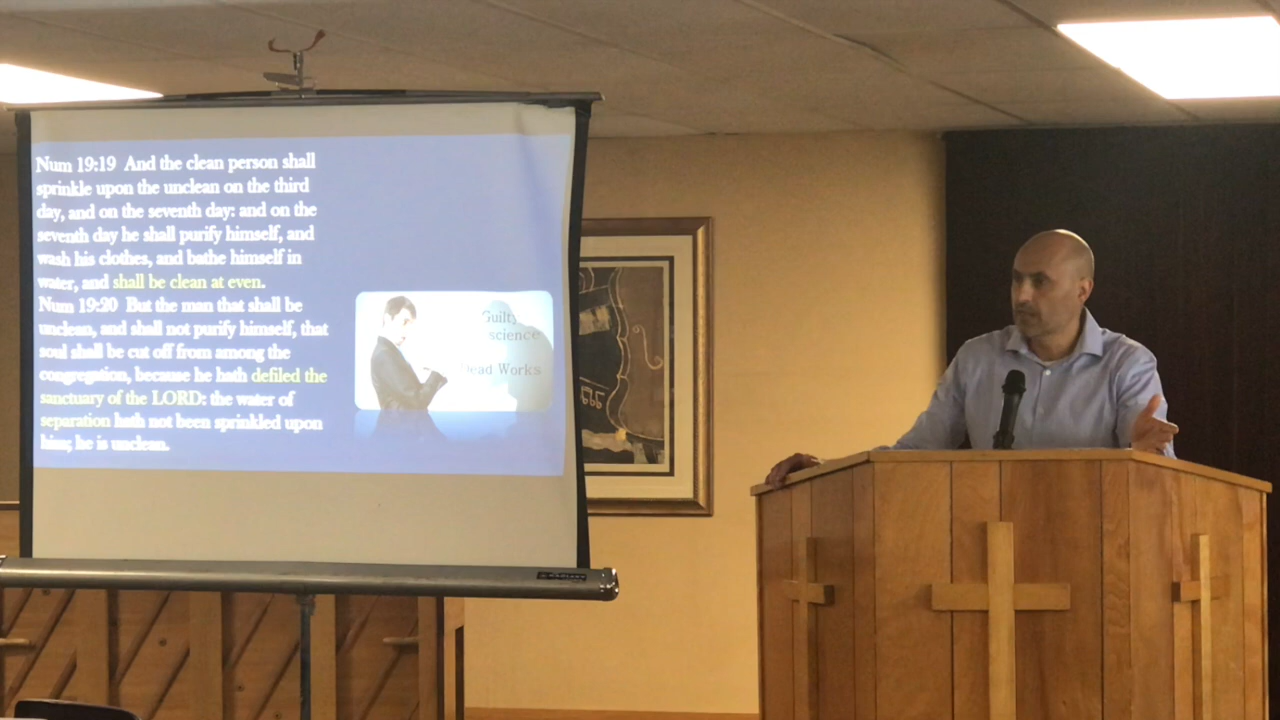 Num 19:19 And the clean person shall
sprinkle upon the unclean on the third
day, and on the seventh day: and on the
seventh day he shall purify himself, and
wash his clothes, and bathe himself in
water, and shall be clean at even.
Num 19:20 But the man that shall be
unclean, and shall not purify himself, that
soul shall be cut off from among the
congregation, because he hath defiled the
sanctuary of the LORD: the water of
separation hath not been sprinkled upon
him; he is unclean.
Guilty
science
Dead Works